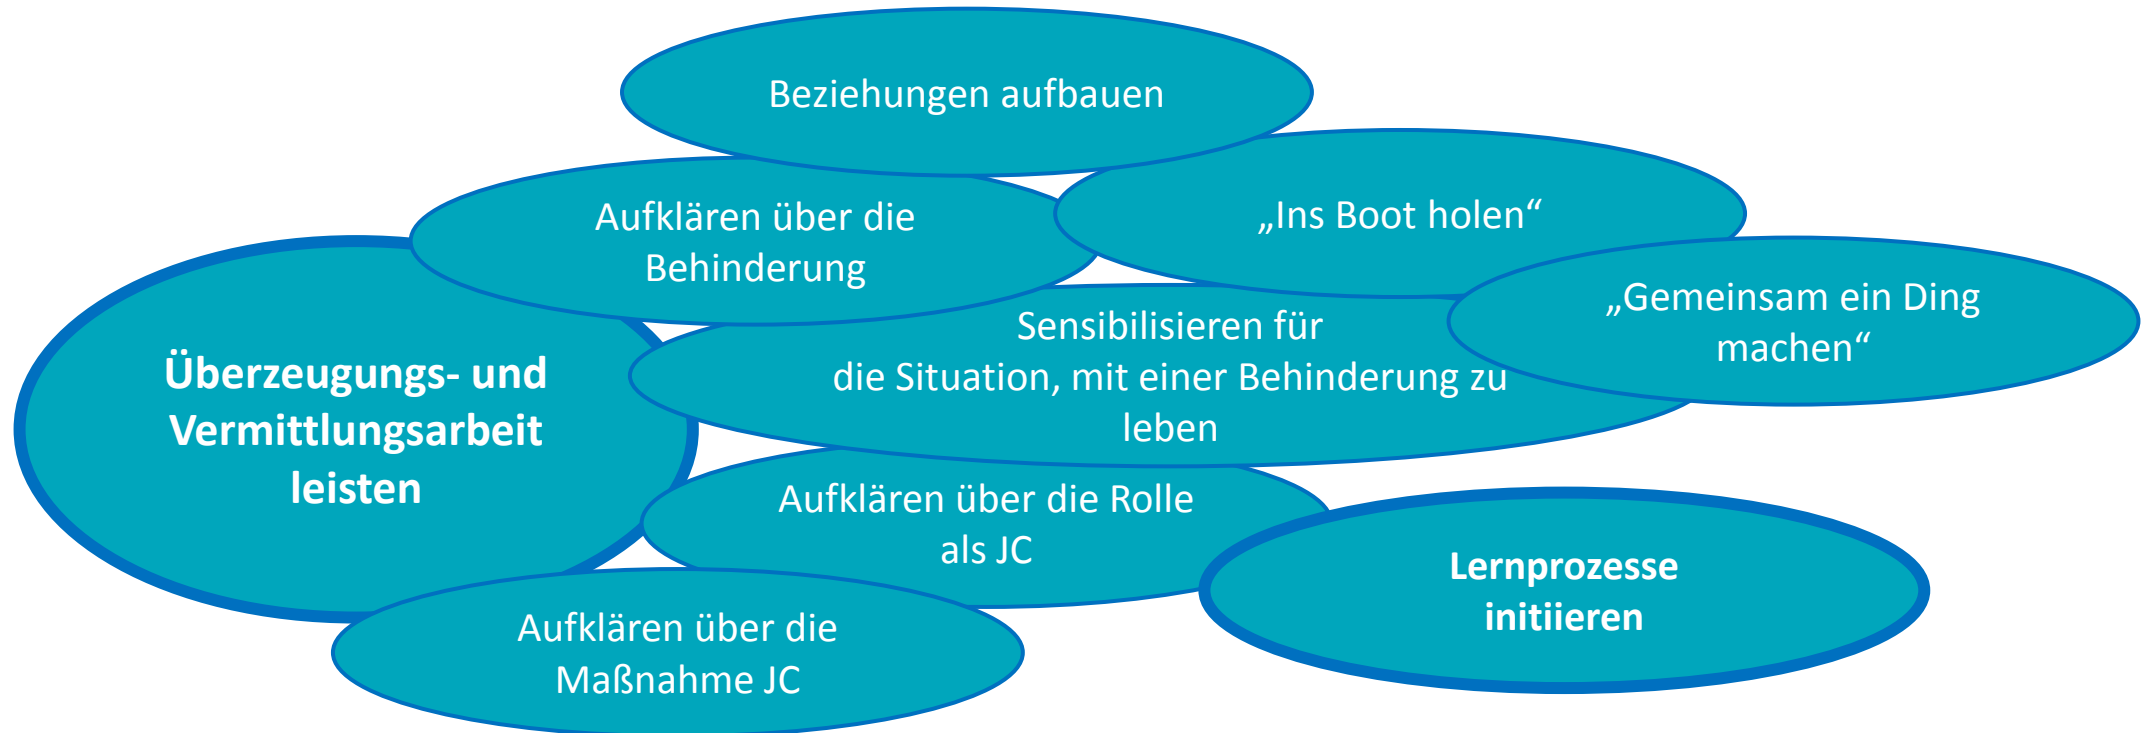 Beziehungen aufbauen
Aufklären über die
Behinderung
„Ins Boot holen“
„Gemeinsam ein Ding
machen“
Sensibilisieren für
die Situation, mit einer Behinderung zu
leben
Überzeugungs- und
Vermittlungsarbeit
leisten
Aufklären über die Rolle
als JC
Lernprozesse
initiieren
Aufklären über die
Maßnahme JC